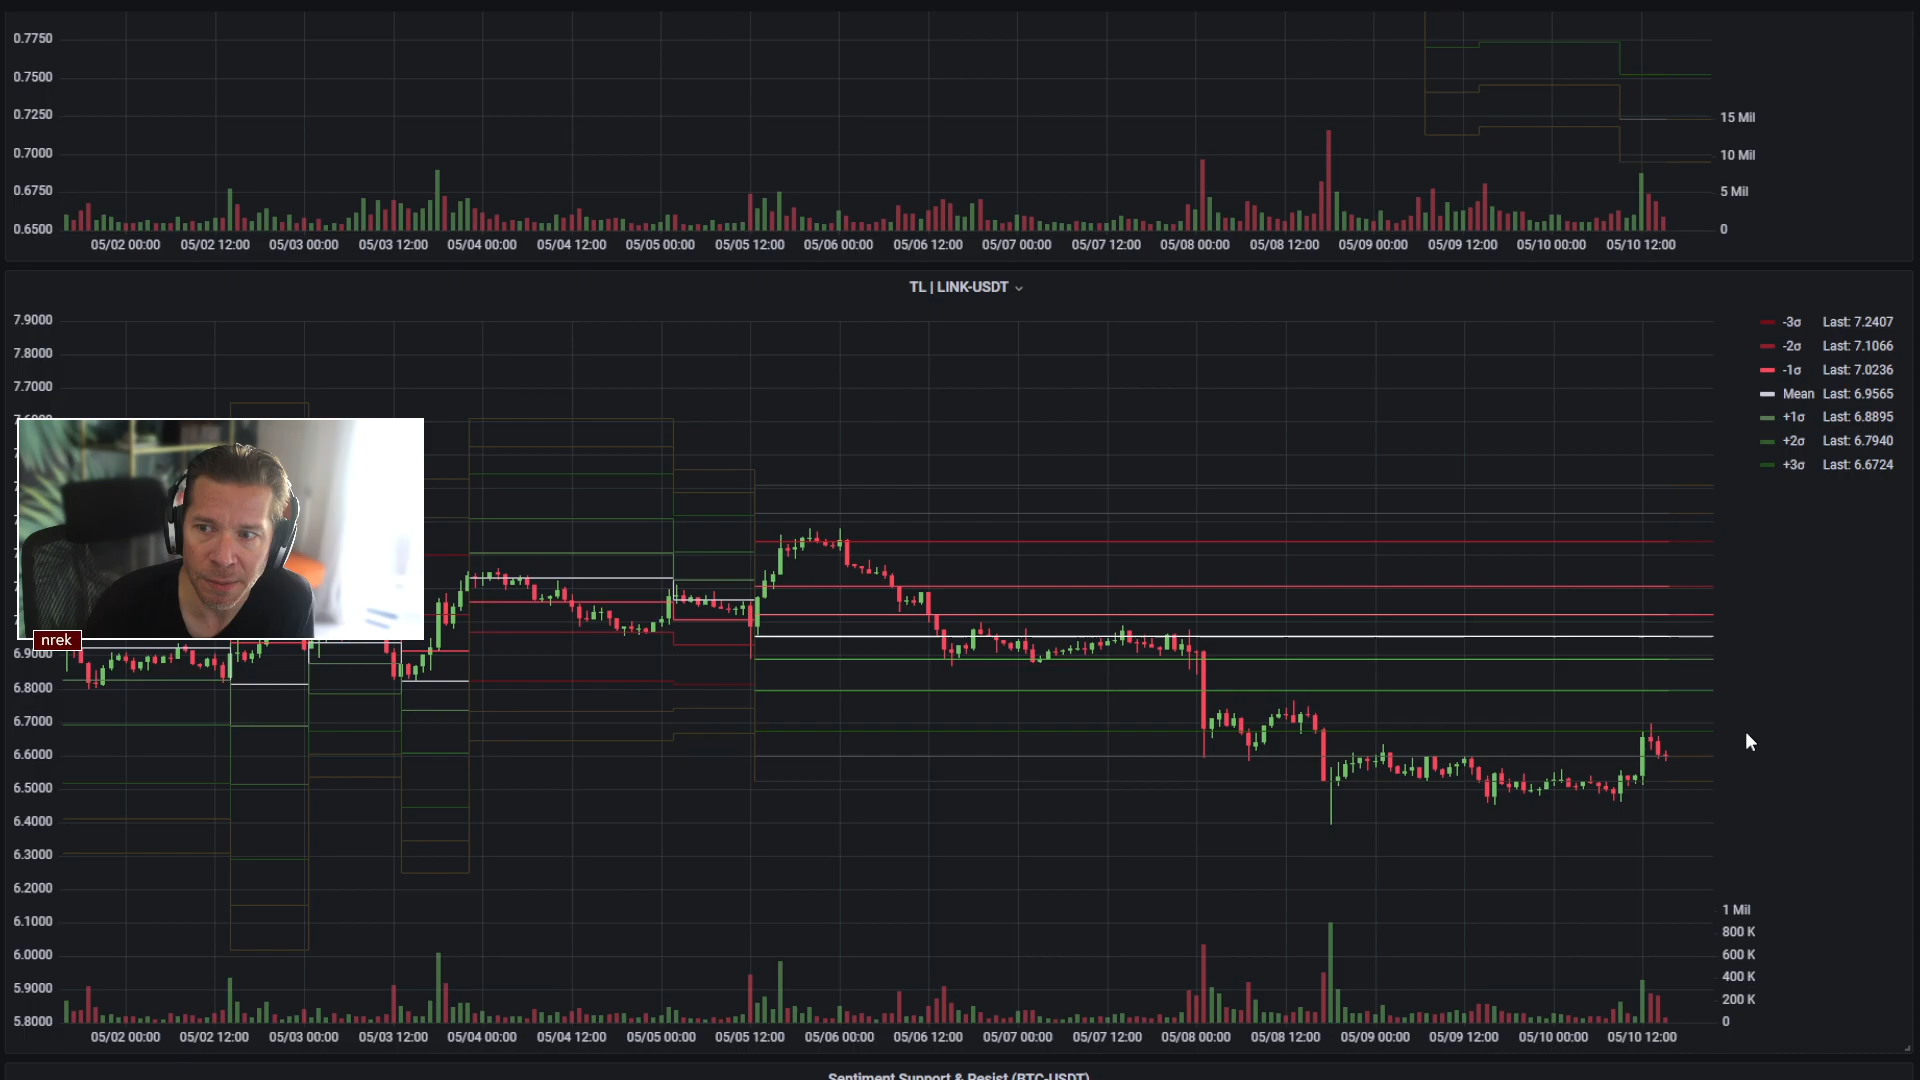 0.7750
0.7500
0.7250
0.7000
0.6750
0.6500
15 Mil
10 Mil
5 Mil
0
05/02 00:00 05/02 12:00 05/03 00:00 05/03 12:00 05/04 00:00 05/04 12:00 05/05 00:00 05/05 12:00 05/06 00:00 05/06 12:00 05/07 00:00 05/07 12:00 05/08 00:00 05/08 12:00 05/09 00:00 05/09 12:00 05/10 00:00 05/10 12:00
TL | LINK-USDT
7.9000
7.8000
7.7000
6.9000
6.8000
6.7000
6.6000
6.5000
6.4000
6.3000
6.2000
6.1000
6.0000
5.9000
5.8000
-3σ Last: 7.2407
-2σ Last: 7.1066
-1σ Last: 7.0236
Mean Last: 6.9565
+1σ Last: 6.8895
+2σ Last: 6.7940
+3σ Last: 6.6724
nrek
1 Mil
800 K
600 K
400 K
200 K
0
05/02 00:00 05/02 12:00 05/03 00:00 05/03 12:00 05/04 00:00 05/04 12:00 05/05 00:00 05/05 12:00 05/06 00:00 05/06 12:00 05/07 00:00 05/07 12:00 05/08 00:00 05/08 12:00 05/09 00:00 05/09 12:00 05/10 00:00 05/10 12:00
Sentiment Support & Resist (BTC-USDT)